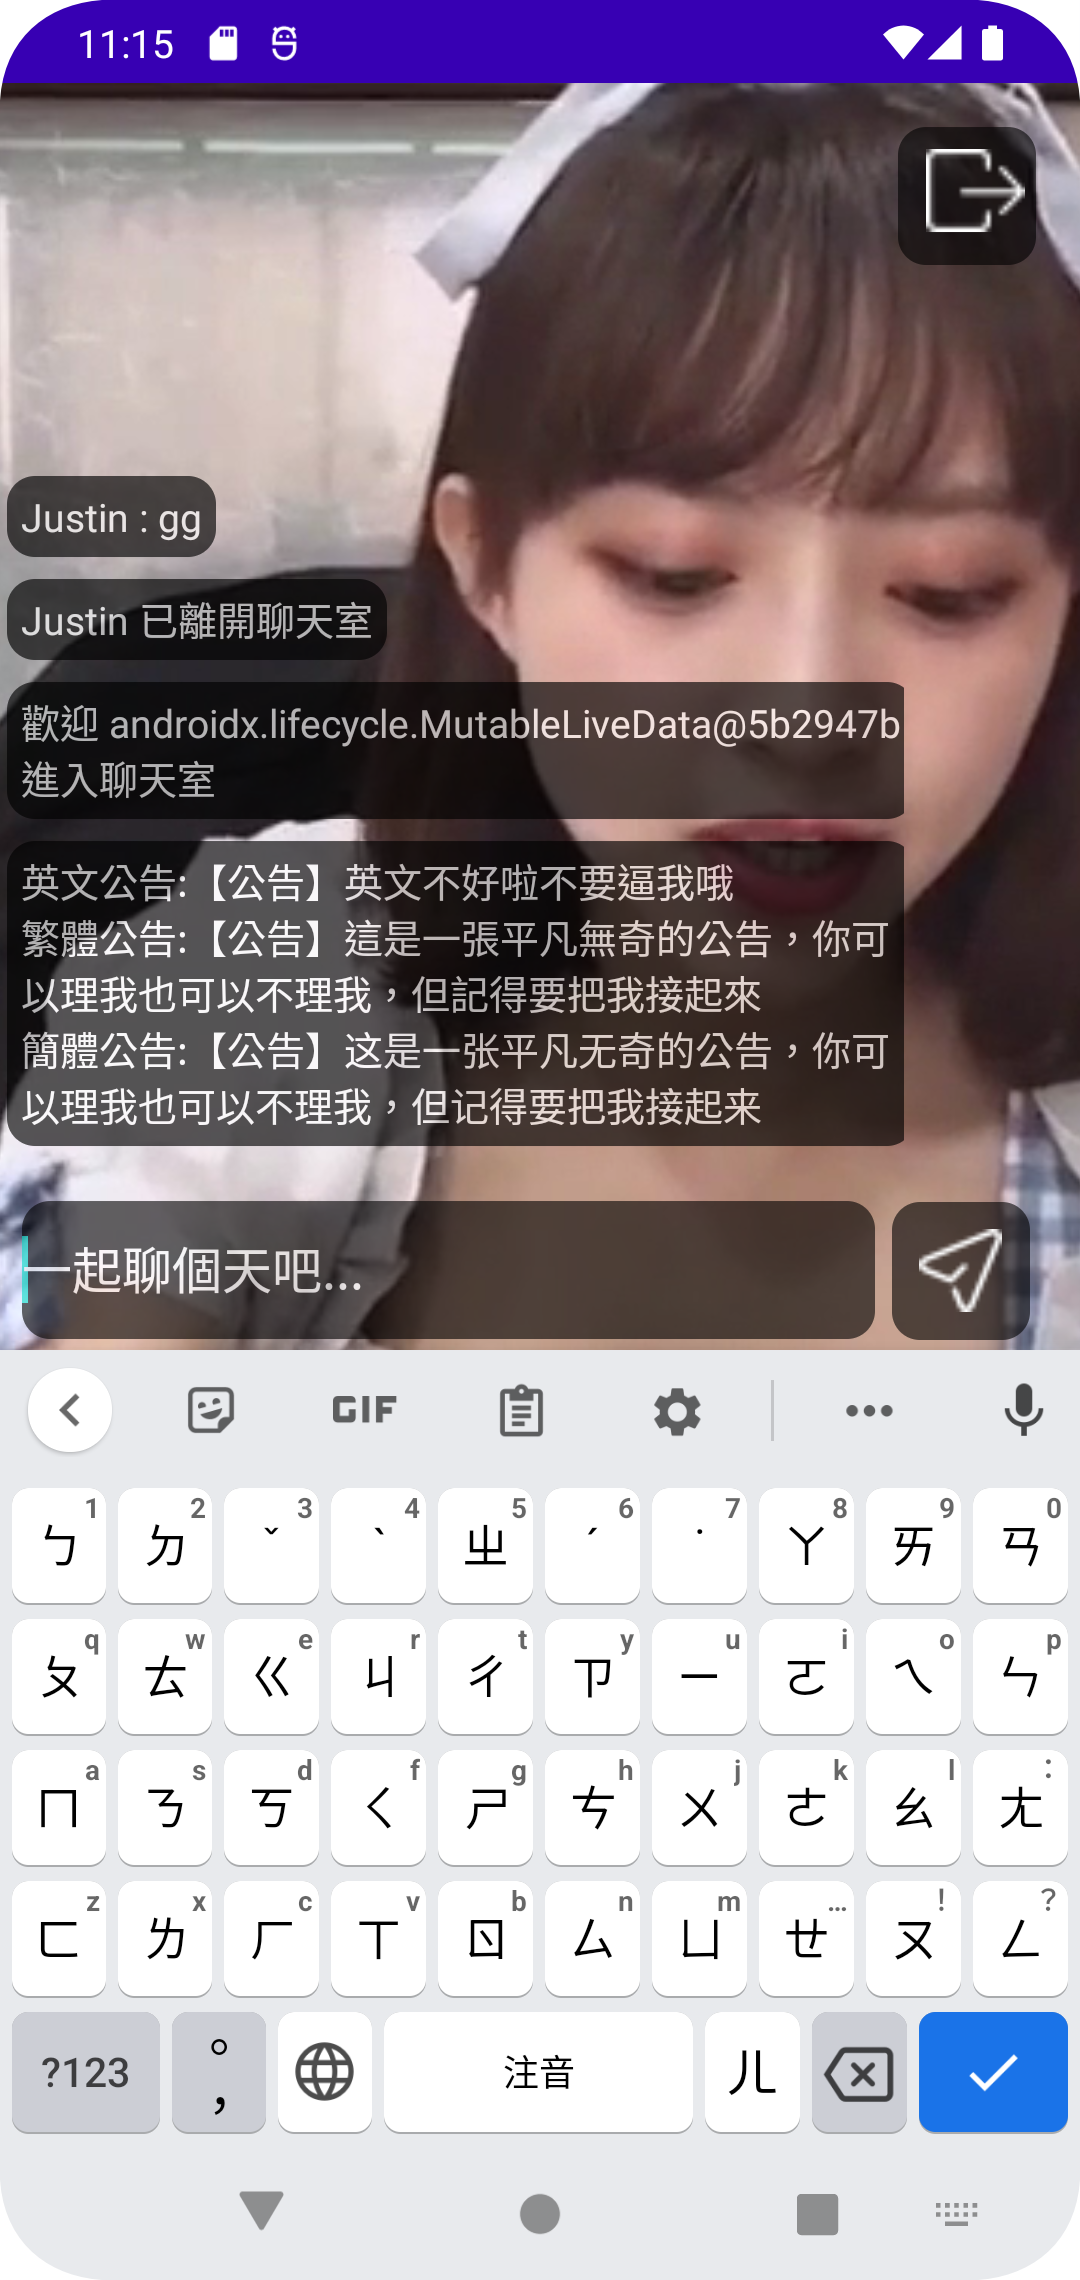 11:15
Justin : gg
Justin 已離開聊天室
歡迎 androidx.lifecycle.MutableLiveData@5b2947b
進入聊天室
英文公告:【公告】英文不好啦不要逼我哦
繁體公告:【公告】這是一張平凡無奇的公告，你可
以理我也可以不理我，但記得要把我接起來
簡體公告:【公告】这是一张平凡无奇的公告，你可
以理我也可以不理我，但记得要把我接起来
一起聊個天吧...
GIF
1 2 3 4 5 6 7 8 9 0
ㄅ ㄉ ˇ ˋ ㄓ ˊ ˙ ㄚ ㄞ ㄢ
q w e r t y u i o p
ㄆ ㄊ ㄍ ㄐ ㄔ ㄗ ㄧ ㄛ ㄟ ㄣ
a s d f g h j k l :
ㄇ ㄋ ㄎ ㄑ ㄕ ㄘ ㄨ ㄜ ㄠ ㄤ
z x c v b n m … ! ?
ㄈ ㄌ ㄏ ㄒ ㄖ ㄙ ㄩ ㄝ ㄡ ㄥ
?123 。， 注音 ㄦ